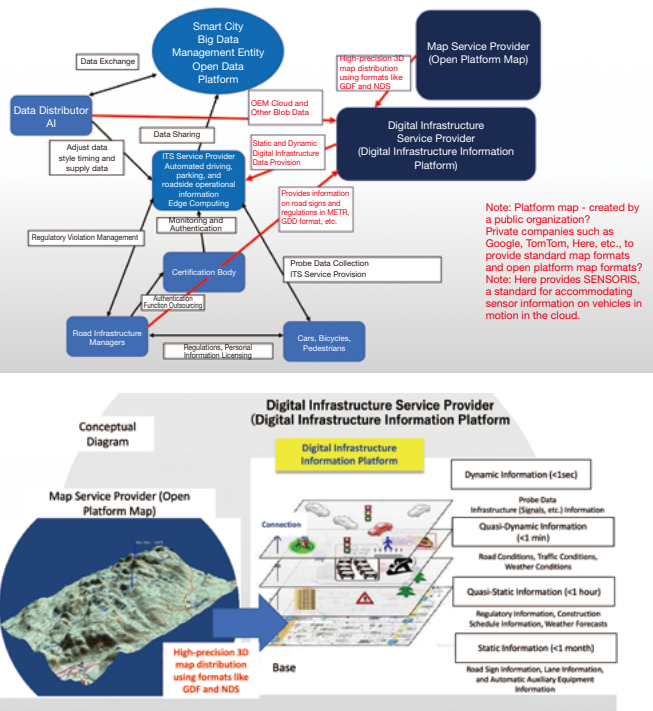 Smart City
Big Data
Management Entity
Open Data
Platform
Map Service Provider
(Open Platform Map)
Data Exchange
High-precision 3D
map distribution
using formats like
GDF and NDS
Data Distributor
AI
OEM Cloud and
Other Blob Data
Digital Infrastructure
Service Provider
(Digital Infrastructure Information
Platform)
Data Sharing
Adjust data
style timing and
supply data
Static and Dynamic
Digital Infrastructure
Data Provision
ITS Service Provider
Automated driving,
parking, and
roadside operational
information
Edge Computing
Provides information
on road signs and
regulations in METR,
GDD format, etc.
Note: Platform map - created by
a public organization?
Private companies such as
Google, TomTom, Here, etc., to
provide standard map formats
and open platform map formats?
Note: Here provides SENSORIS,
a standard for accommodating
sensor information on vehicles in
motion in the cloud.
Monitoring and
Authentication
Regulatory Violation Management
Certification Body
Probe Data Collection
ITS Service Provision
Authentication
Function Outsourcing
Road Infrastructure
Managers
Regulations, Personal
Information Licensing
Cars, Bicycles,
Pedestrians
Conceptual
Diagram
Digital Infrastructure Service Provider
(Digital Infrastructure Information Platform
Digital Infrastructure
Information Platform
Dynamic Information (<1sec)
Map Service Provider (Open
Platform Map)
Probe Data
Infrastructure (Signals, etc.) Information
Connection
Quasi-Dynamic Information
(<1 min)
Road Conditions, Traffic Conditions,
Weather Conditions
Quasi-Static Information (<1 hour)
Regulatory Information, Construction
Schedule Information, Weather Forecasts
Static Information (<1 month)
High-precision 3D
map distribution
using formats like
GDF and NDS
Base
Road Sign Information, Lane Information,
and Automatic Auxiliary Equipment
Information